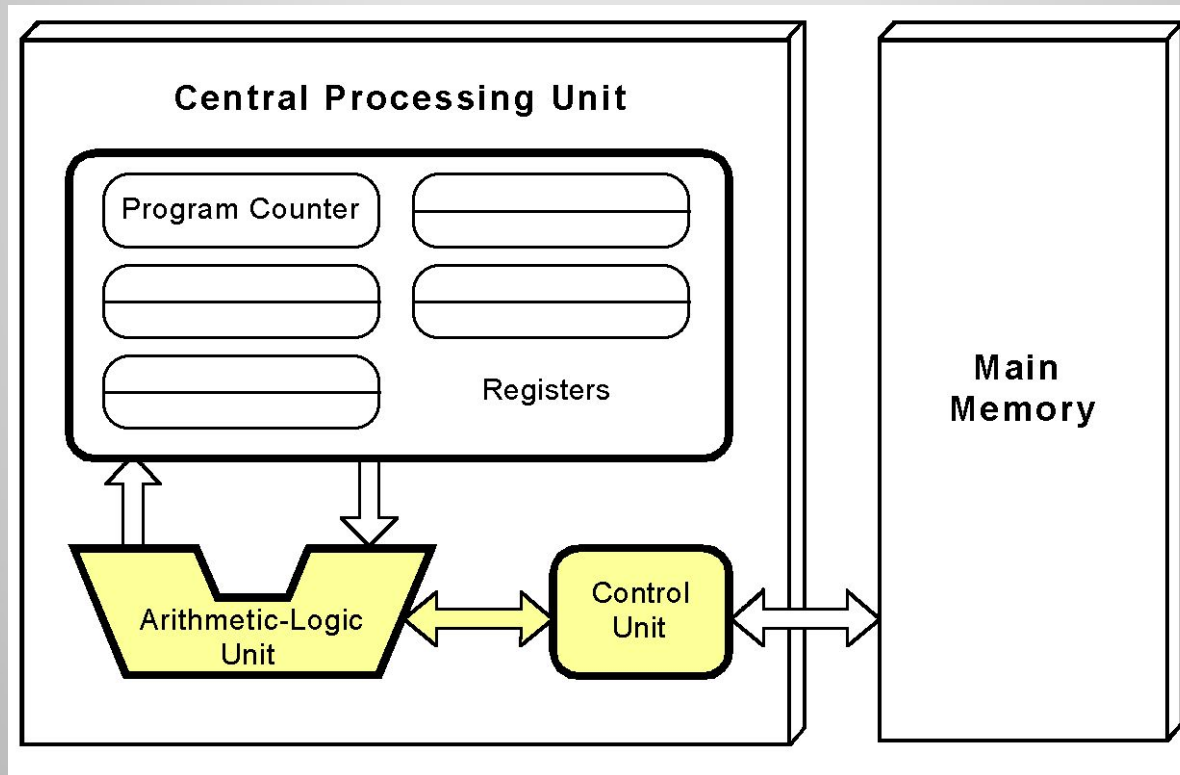 Central Processing Unit
Program Counter
Registers
Main
Memory
Arithmetic-Logic
Unit
Control
Unit